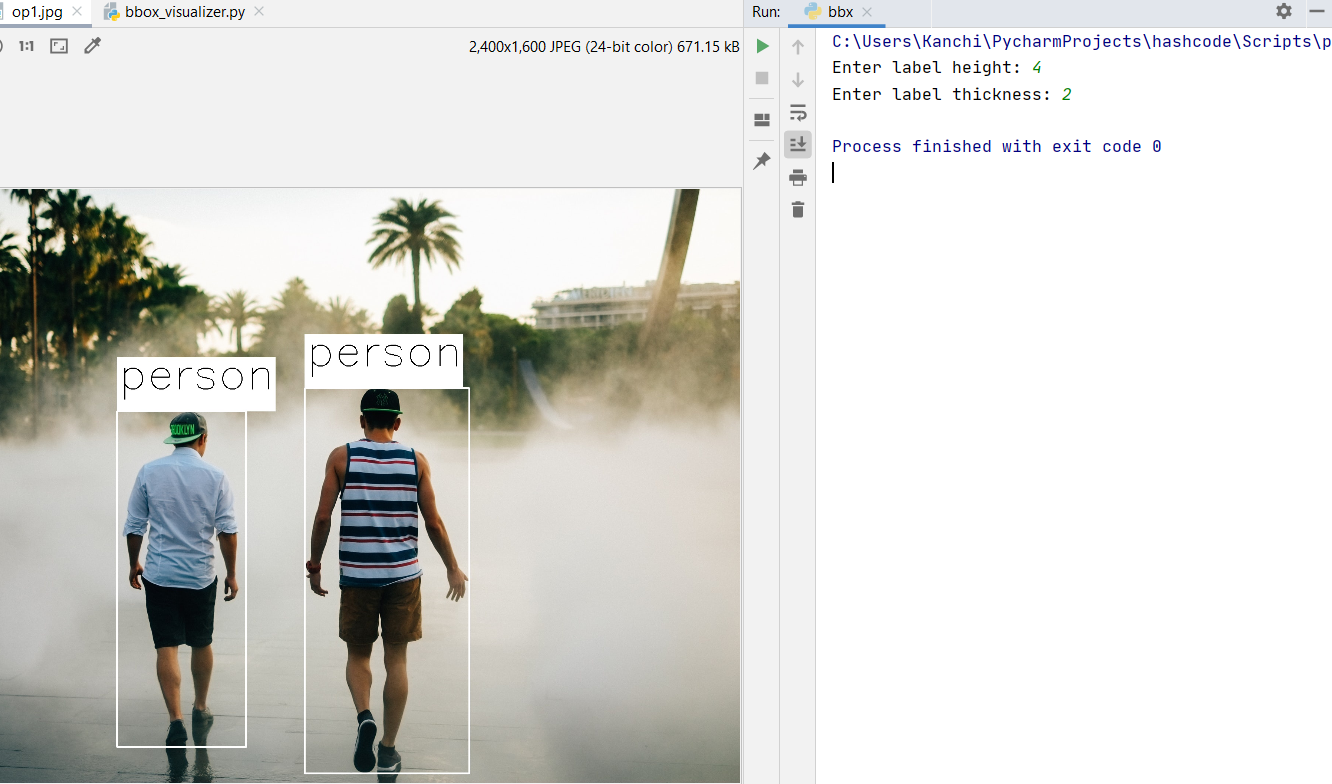 op1.jpg
bbox_visualizer.py
1:1
2,400x1,600 JPEG (24-bit color) 671.15 kB
person
person
BROOKLYN
Run:
bbx
C:\Users\Kanchi\PycharmProjects\hashcode\Scripts\p
Enter label height: 4
Enter label thickness: 2
Process finished with exit code 0